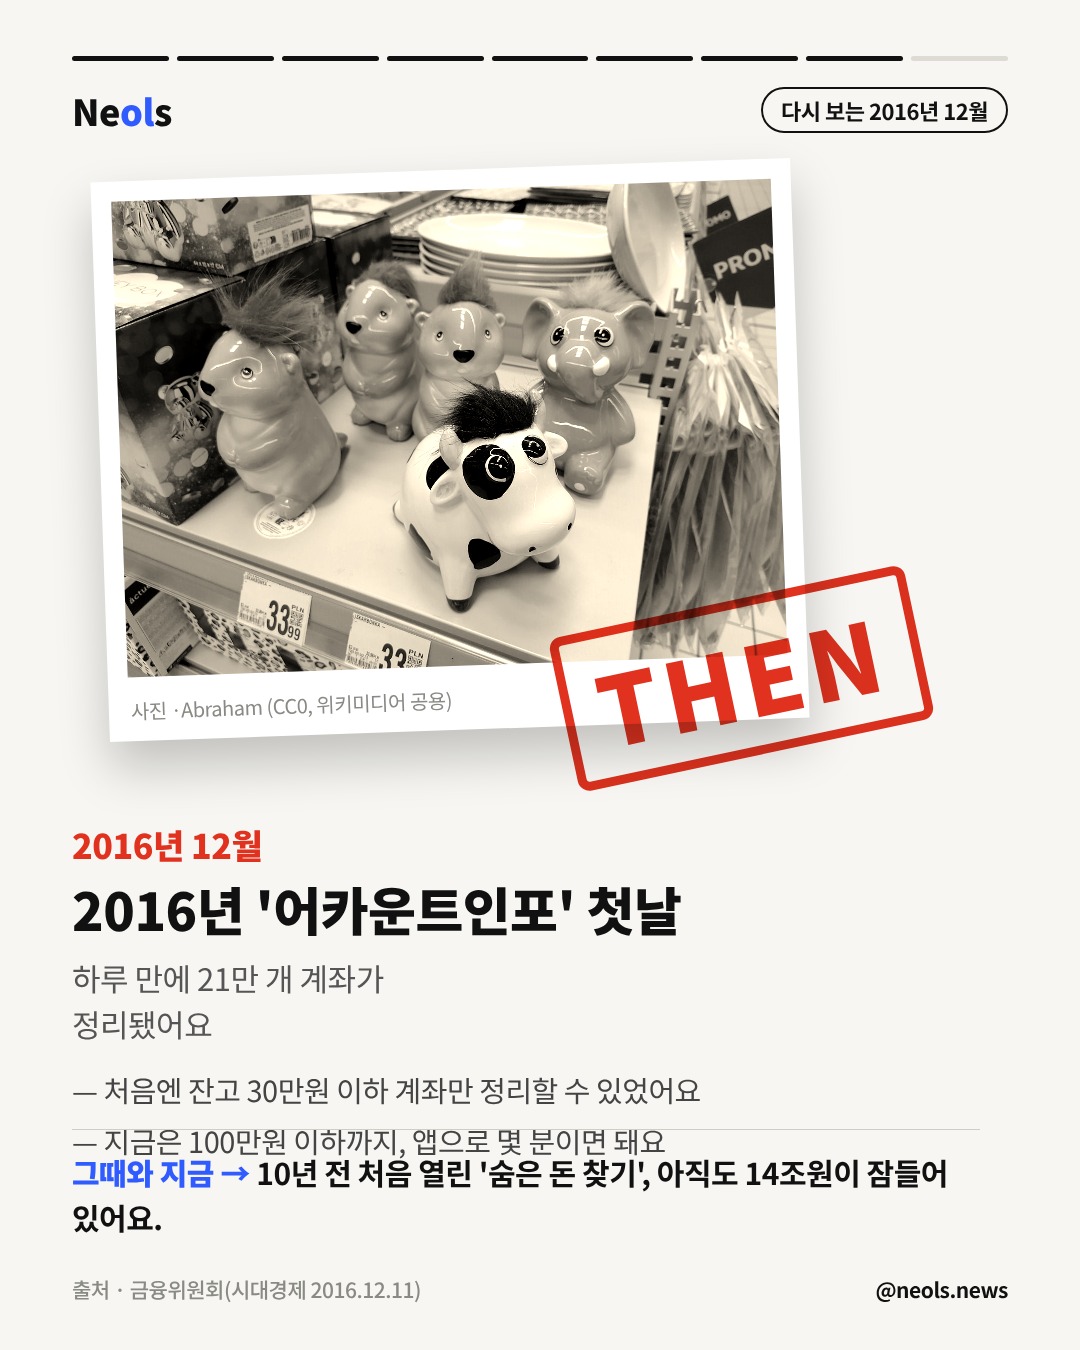 Neols
다시 보는 2016년 12월
PROM
33 99
PLN
33
사진 · Abraham (CC0, 위키미디어 공용)
THEN
2016년 12월
2016년 '어카운트인포' 첫날
하루 만에 21만 개 계좌가
정리됐어요
— 처음엔 잔고 30만원 이하 계좌만 정리할 수 있었어요
— 지금은 100만원 이하까지, 앱으로 몇 분이면 돼요
그때와 지금 → 10년 전 처음 열린 '숨은 돈 찾기', 아직도 14조원이 잠들어
있어요.
출처 · 금융위원회(시대경제 2016.12.11)
@neols.news